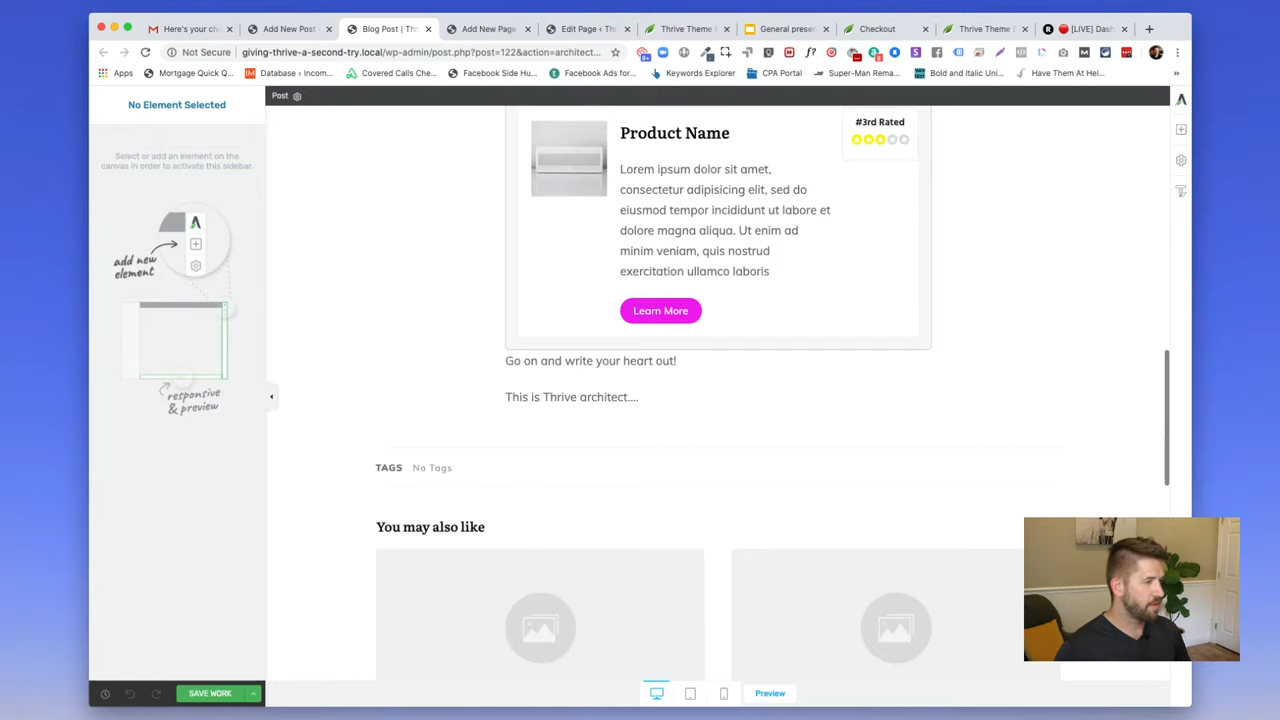 Here's your cha
Add New Post
Blog Post | Thr
Add New Page
Edit Page < Thr
Thrive Theme
General presen
Checkout
Thrive Theme
[LIVE] Dash
Not Secure
giving-thrive-a-second-try.local/wp-admin/post.php?post=122&action=architect...
Apps
Mortgage Quick Q...
Database ‹ Incom...
Covered Calls Che...
Facebook Side Hu...
Facebook Ads for...
Keywords Explorer
CPA Portal
Super-Man Rema...
Bold and Italic Uni...
Have Them At Hel...
»
No Element Selected
Post
Select or add an element on the
canvas in order to activate this sidebar.
add new
element
responsive
& preview
Product Name
#3rd Rated
Lorem ipsum dolor sit amet,
consectetur adipisicing elit, sed do
eiusmod tempor incididunt ut labore et
dolore magna aliqua. Ut enim ad
minim veniam, quis nostrud
exercitation ullamco laboris
Learn More
Go on and write your heart out!
This is Thrive architect....
TAGS No Tags
You may also like
SAVE WORK
Preview